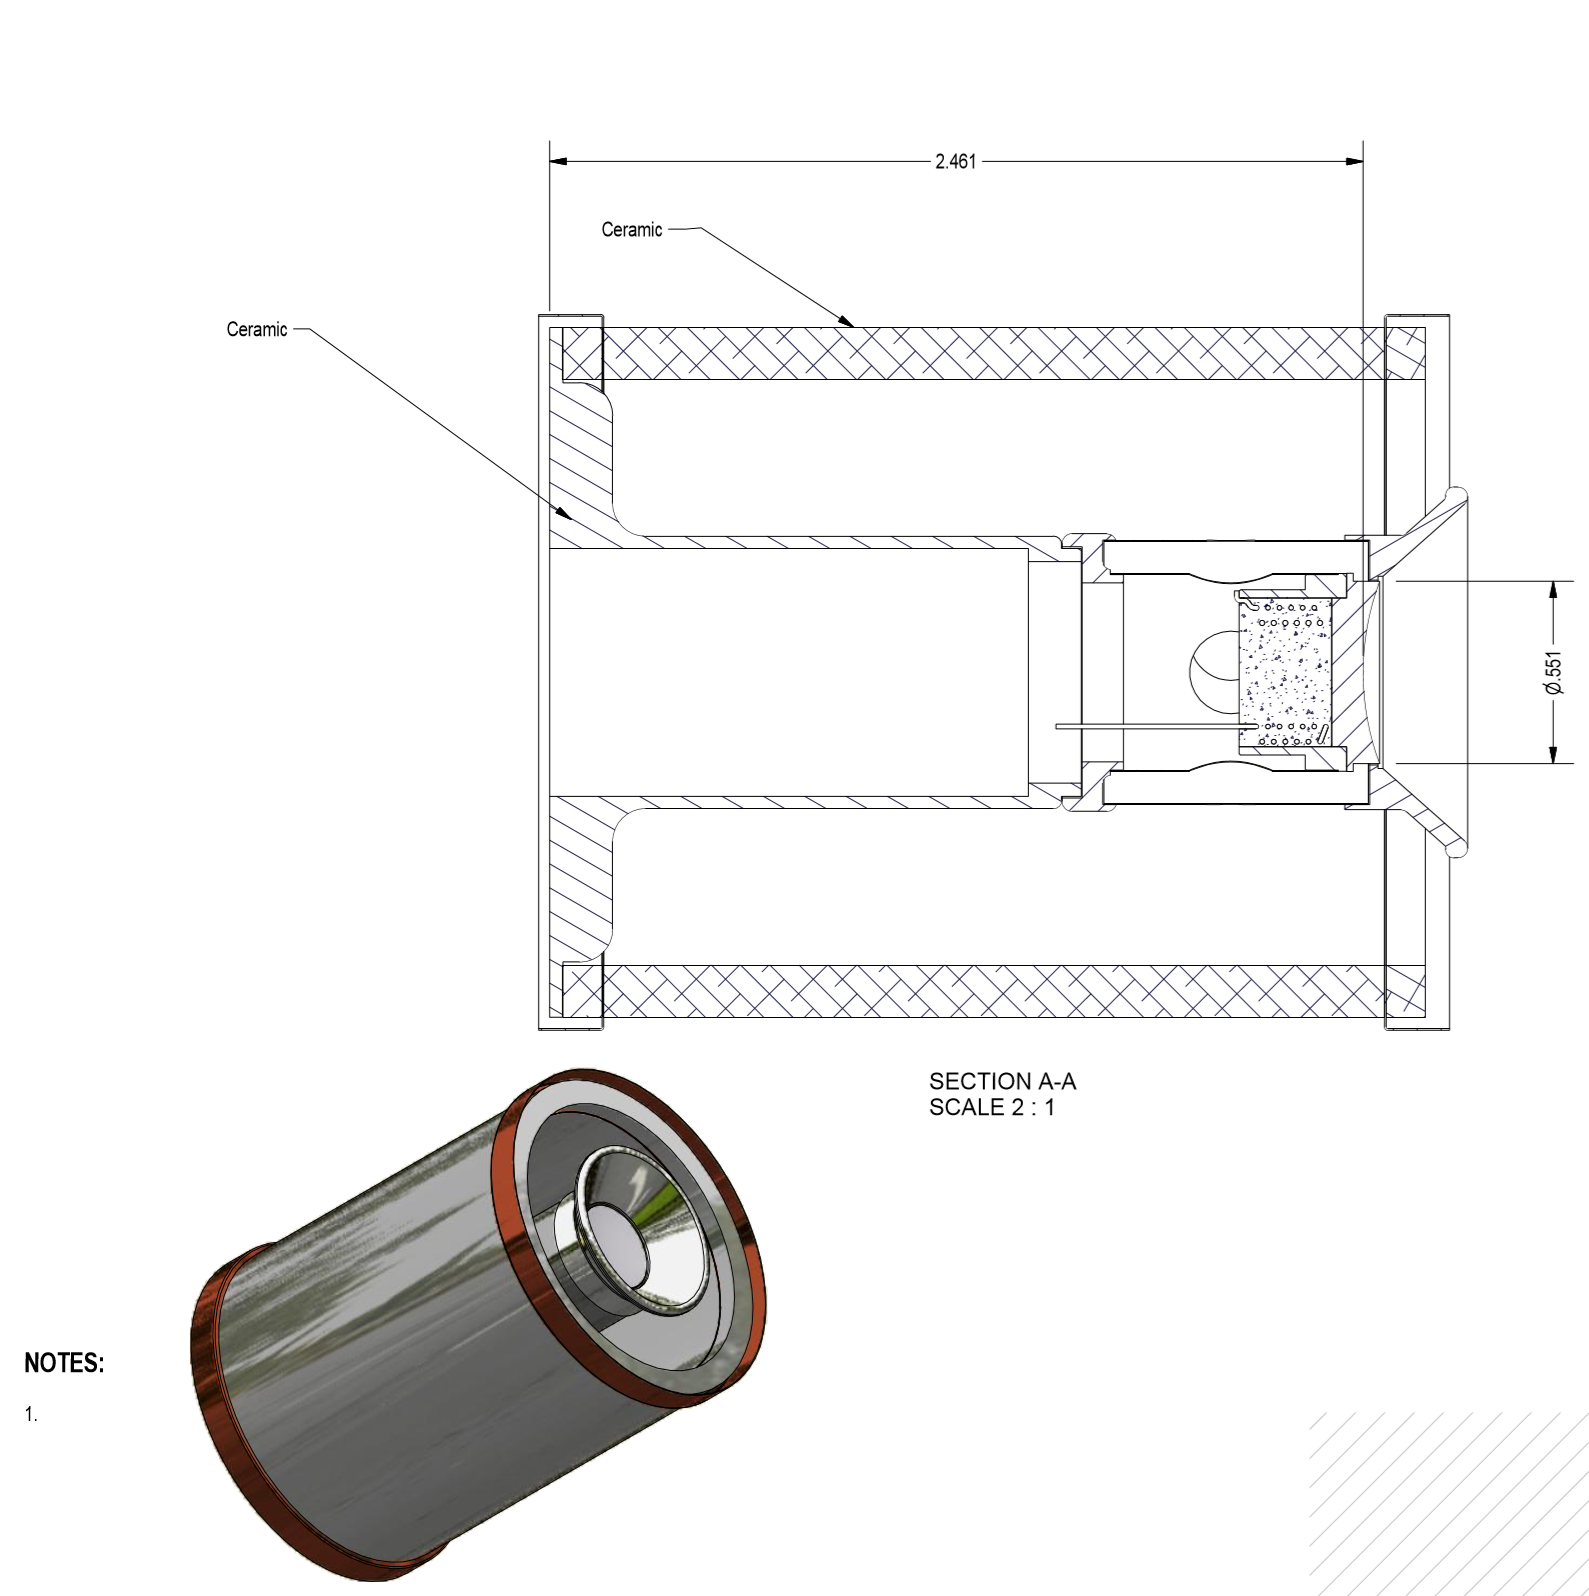 2.461
Ceramic
Ceramic
Ø.551
SECTION A-A
SCALE 2 : 1
NOTES:
1.